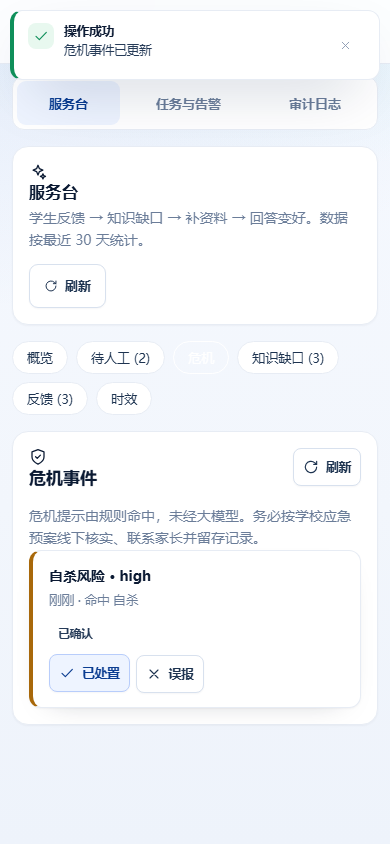 操作成功
危机事件已更新
服务台
任务与告警
审计日志
服务台
学生反馈 → 知识缺口 → 补资料 → 回答变好。数据
按最近 30 天统计。
刷新
概览
待人工 (2)
危机
知识缺口 (3)
反馈 (3)
时效
危机事件
刷新
危机提示由规则命中，未经大模型。务必按学校应急
预案线下核实、联系家长并留存记录。
自杀风险 • high
刚刚 · 命中 自杀
已确认
已处置
误报